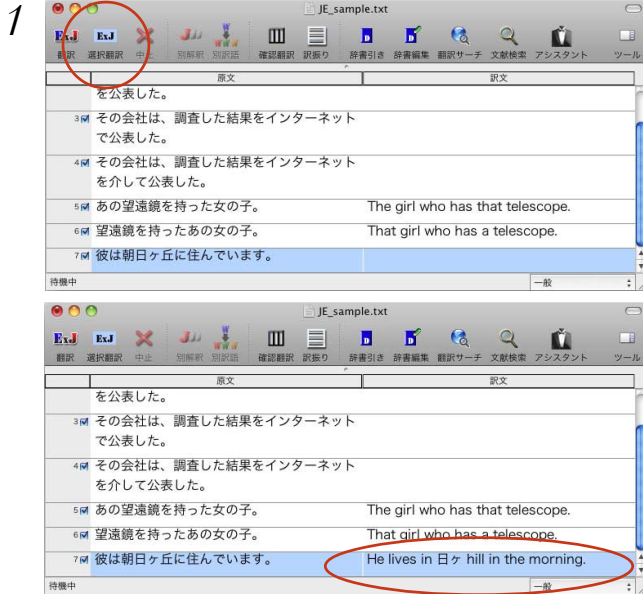 1
JE_sample.txt
ExJ ExJ
翻訳 選択翻訳 中止 別解釈 別訳語 確認翻訳 訳振り 辞書引き 辞書編集 翻訳サーチ 文献検索 アシスタント ツール
原文 訳文
を公表した。
3 その会社は、調査した結果をインターネット
で公表した。
4 その会社は、調査した結果をインターネット
を介して公表した。
5 あの望遠鏡を持った女の子。 The girl who has that telescope.
6 望遠鏡を持ったあの女の子。 That girl who has a telescope.
7 彼は朝日ヶ丘に住んでいます。
待機中 一般
JE_sample.txt
ExJ ExJ
翻訳 選択翻訳 中止 別解釈 別訳語 確認翻訳 訳振り 辞書引き 辞書編集 翻訳サーチ 文献検索 アシスタント ツール
原文 訳文
を公表した。
3 その会社は、調査した結果をインターネット
で公表した。
4 その会社は、調査した結果をインターネット
を介して公表した。
5 あの望遠鏡を持った女の子。 The girl who has that telescope.
6 望遠鏡を持ったあの女の子。 That girl who has a telescope.
7 彼は朝日ヶ丘に住んでいます。 He lives in 日ヶ hill in the morning.
待機中 一般